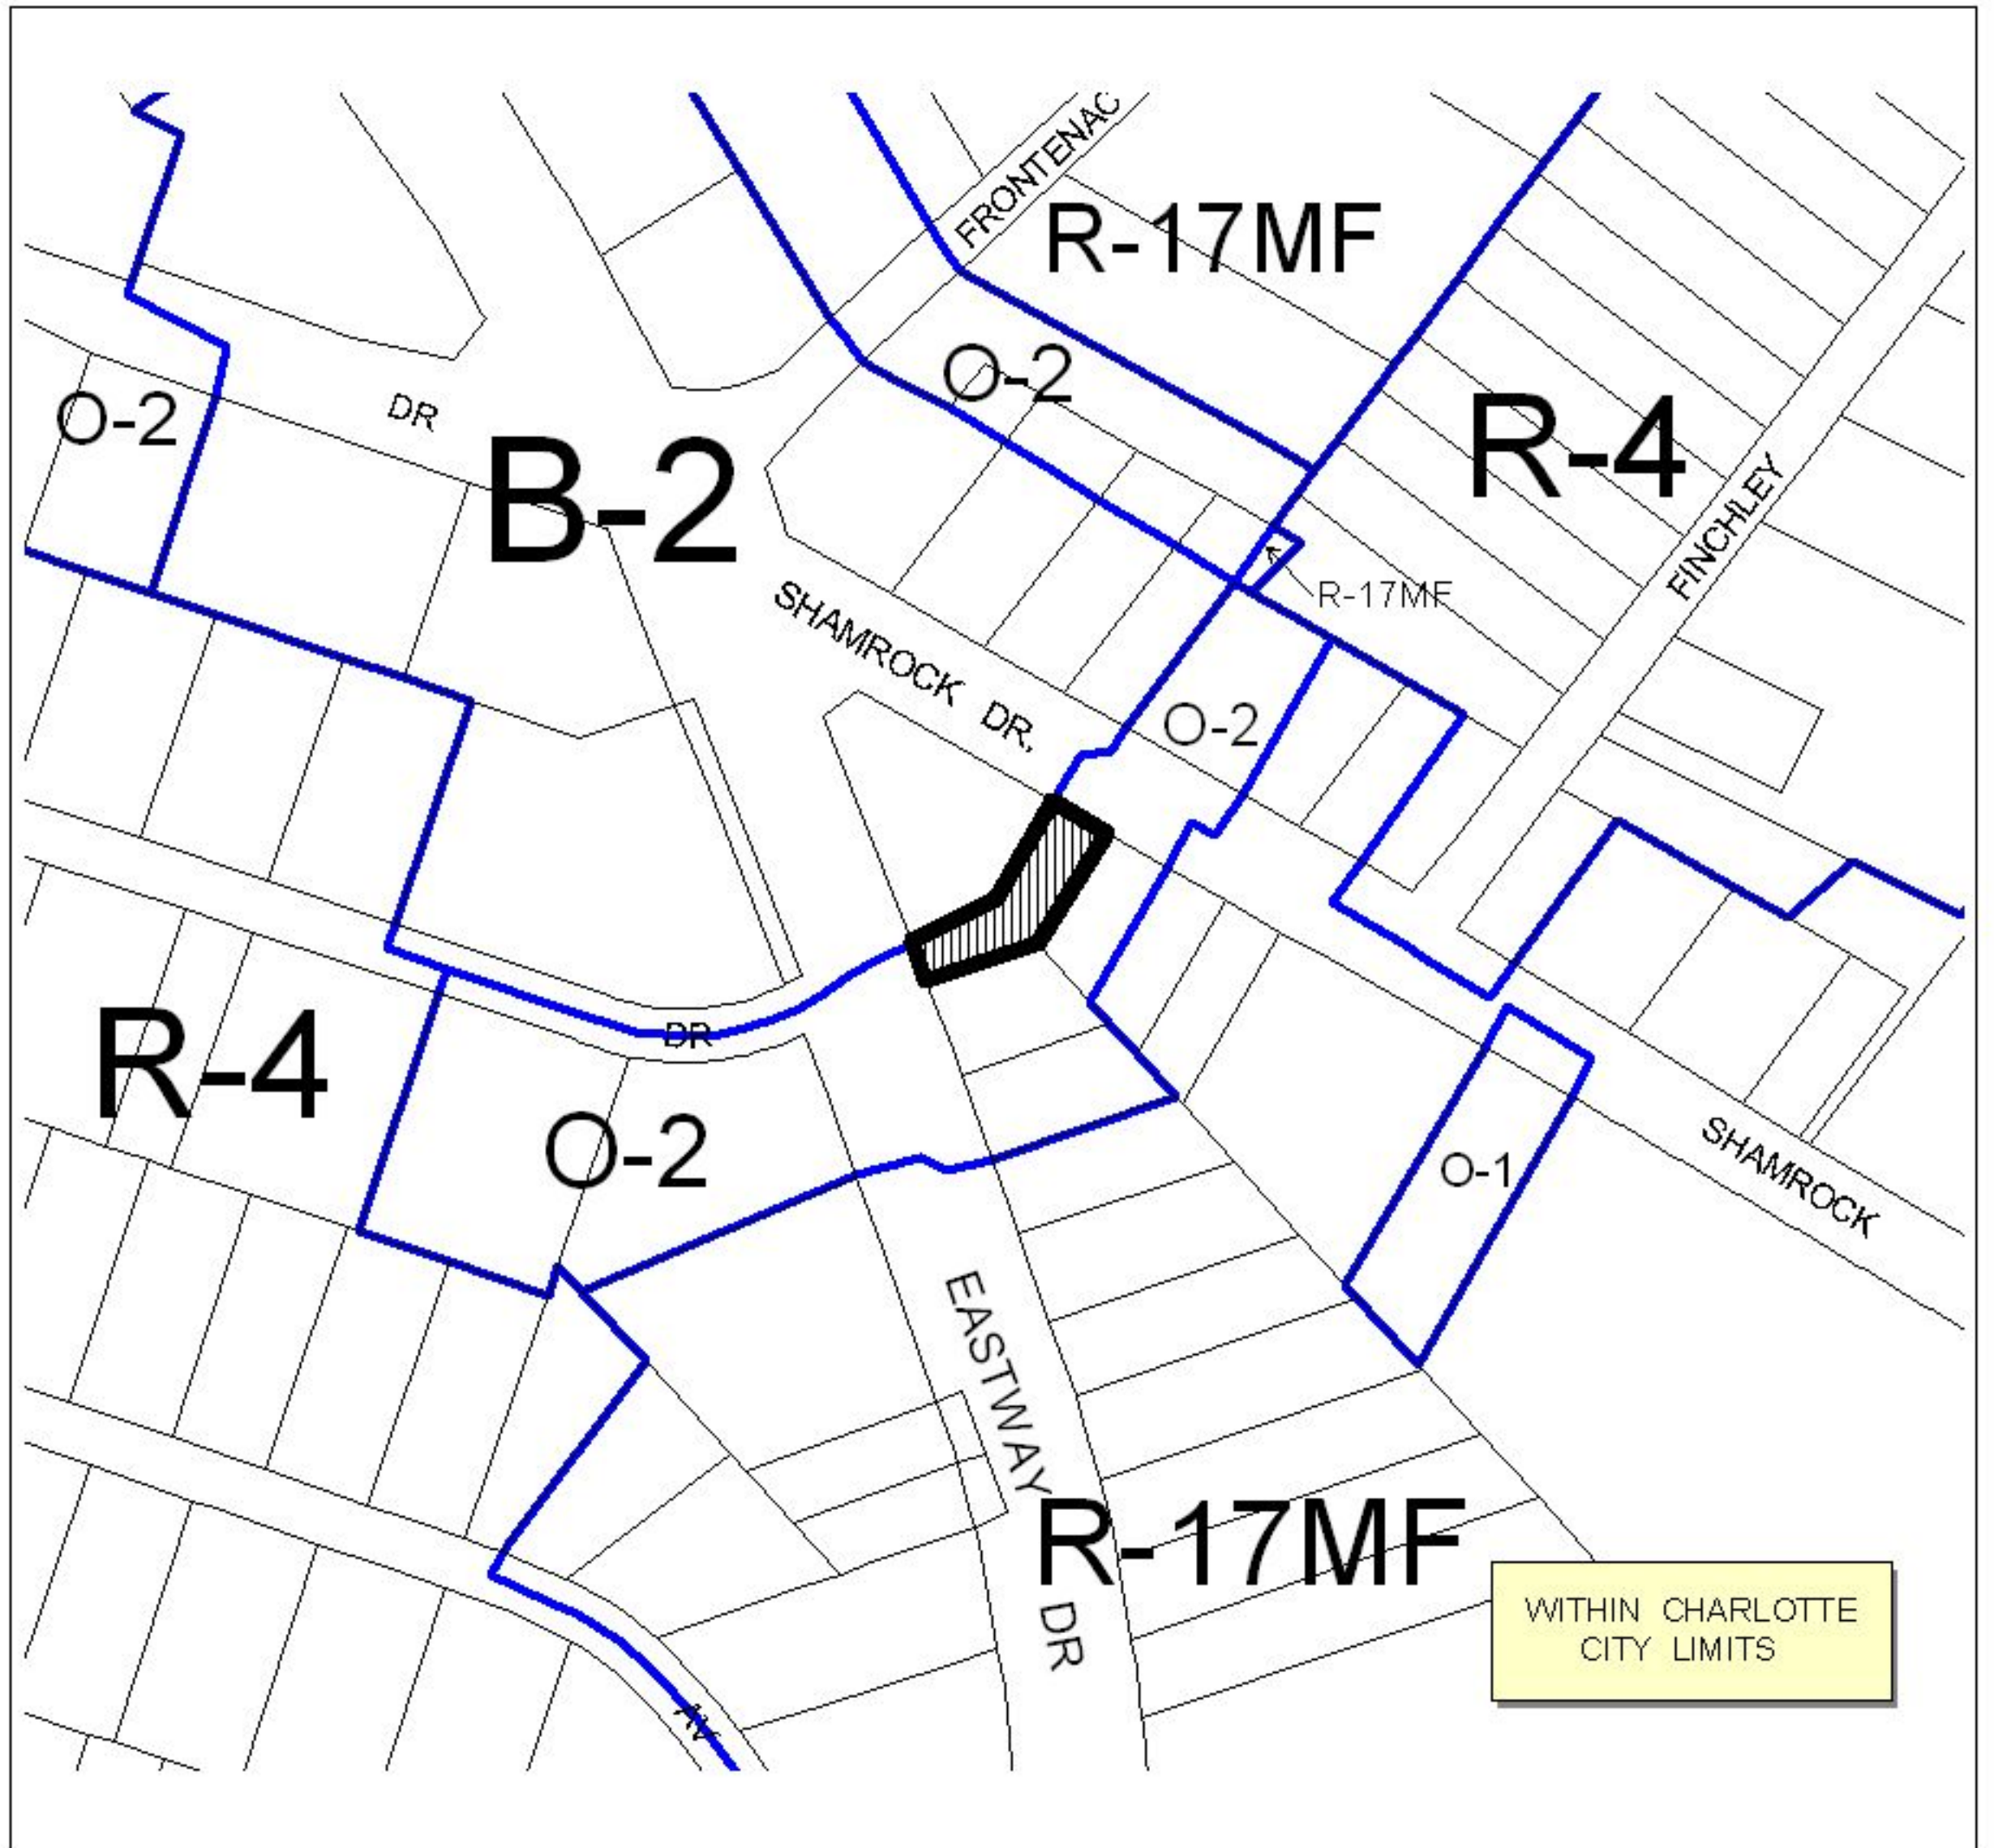 FRONTENAC
R-17MF
O-2
O-2
DR
R-4
B-2
FINCHLEY
R-17MF
SHAMROCK DR,
O-2
DR
R-4
O-2
O-1
SHAMROCK
EASTWAY DR
R-17MF
WITHIN CHARLOTTE
CITY LIMITS
AV